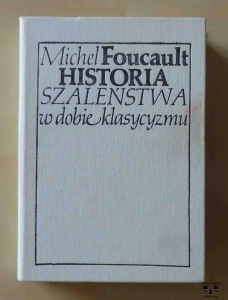 Michel Foucault
HISTORIA
SZALEŃSTWA
w dobie klasycyzmu